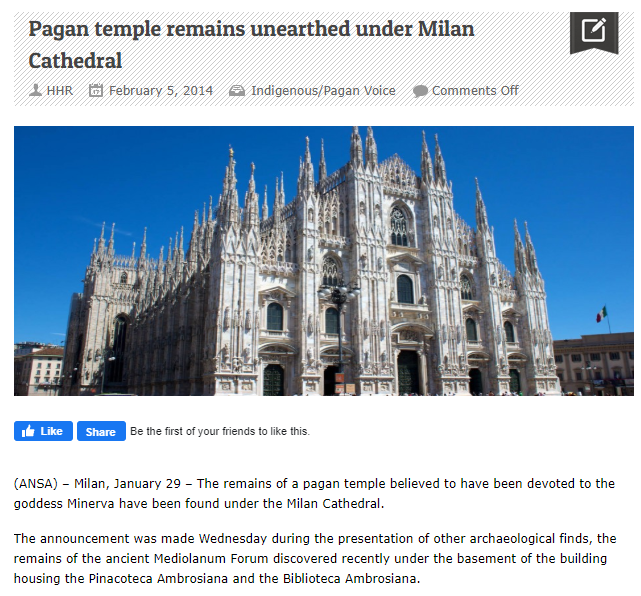 Pagan temple remains unearthed under Milan
Cathedral
HHR February 5, 2014 Indigenous/Pagan Voice Comments Off
Like Share Be the first of your friends to like this.
(ANSA) – Milan, January 29 – The remains of a pagan temple believed to have been devoted to the
goddess Minerva have been found under the Milan Cathedral.
The announcement was made Wednesday during the presentation of other archaeological finds, the
remains of the ancient Mediolanum Forum discovered recently under the basement of the building
housing the Pinacoteca Ambrosiana and the Biblioteca Ambrosiana.